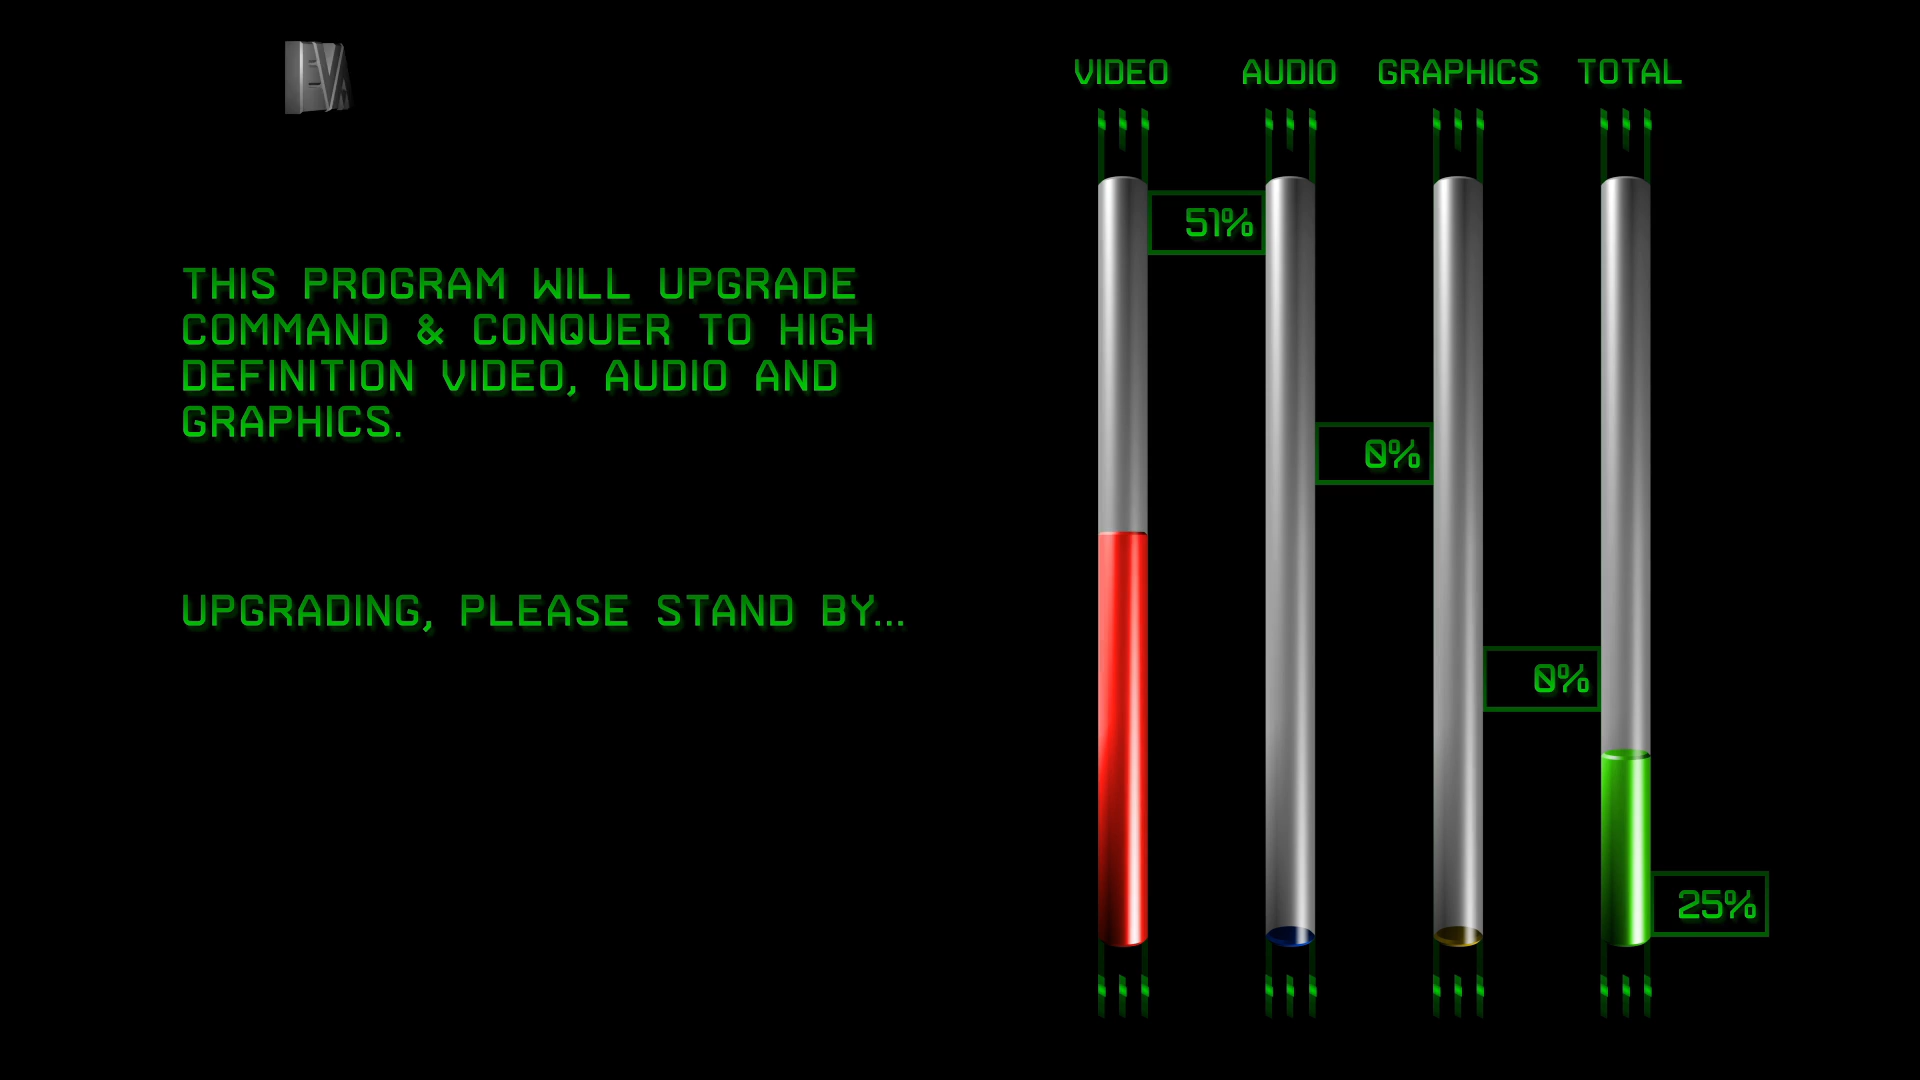 EVA
VIDEO AUDIO GRAPHICS TOTAL
51%
THIS PROGRAM WILL UPGRADE
COMMAND & CONQUER TO HIGH
DEFINITION VIDEO, AUDIO AND
GRAPHICS.
0%
UPGRADING, PLEASE STAND BY...
0%
25%